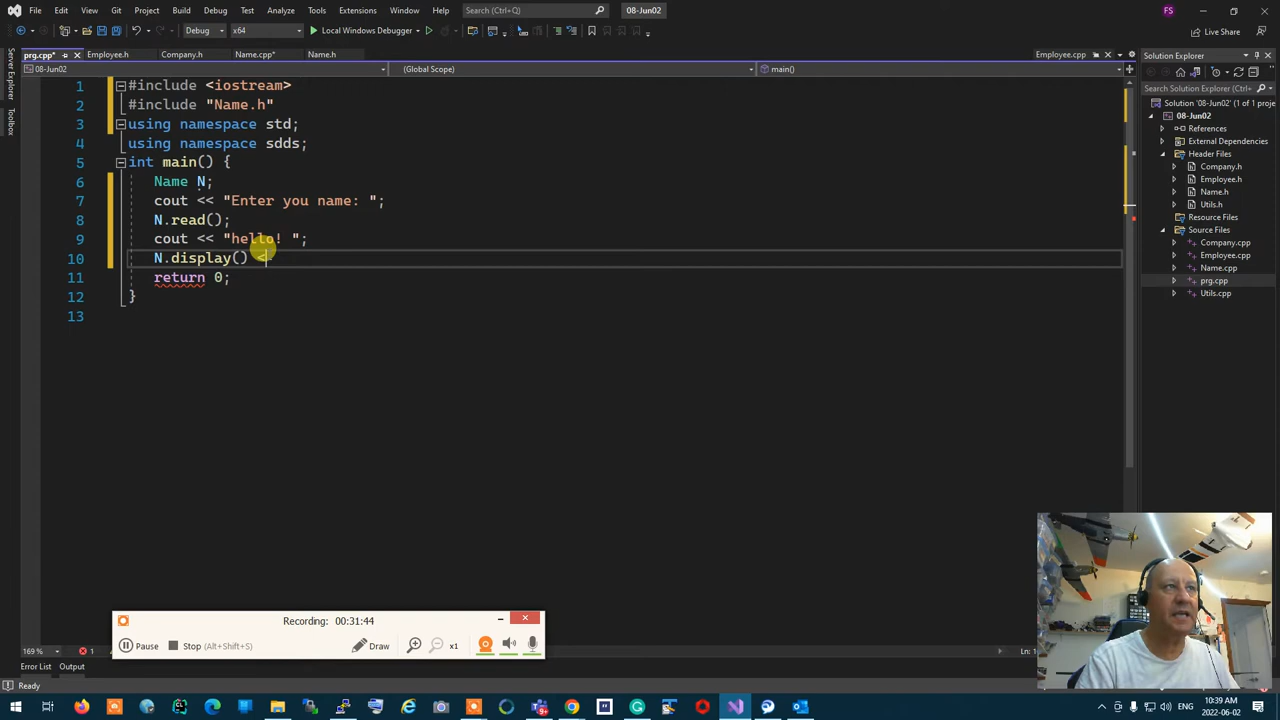 File Edit View Git Project Build Debug Test Analyze Tools Extensions Window Help Search (Ctrl+Q) 08-Jun02 FS
Debug x64 Local Windows Debugger Live Share
prg.cpp* Employee.h Company.h Name.cpp* Name.h Employee.cpp Solution Explorer
08-Jun02 (Global Scope) main()
Server Explorer
Toolbox
1 #include <iostream>
2 #include "Name.h"
3 using namespace std;
4 using namespace sdds;
5 int main() {
6 Name N;
7 cout << "Enter you name: ";
8 N.read();
9 cout << "hello! ";
10 N.display() <
11 return 0;
12 }
13
Search Solution Explorer (Ctrl+
Solution '08-Jun02' (1 of 1 proje
08-Jun02
References
External Dependencies
Header Files
Company.h
Employee.h
Name.h
Utils.h
Resource Files
Source Files
Company.cpp
Employee.cpp
Name.cpp
prg.cpp
Utils.cpp
Recording: 00:31:44
Pause Stop (Alt+Shift+S) Draw x1
169 % 1 Ln: 1
Error List Output
Ready
ENG 10:39 AM
2022-06-02